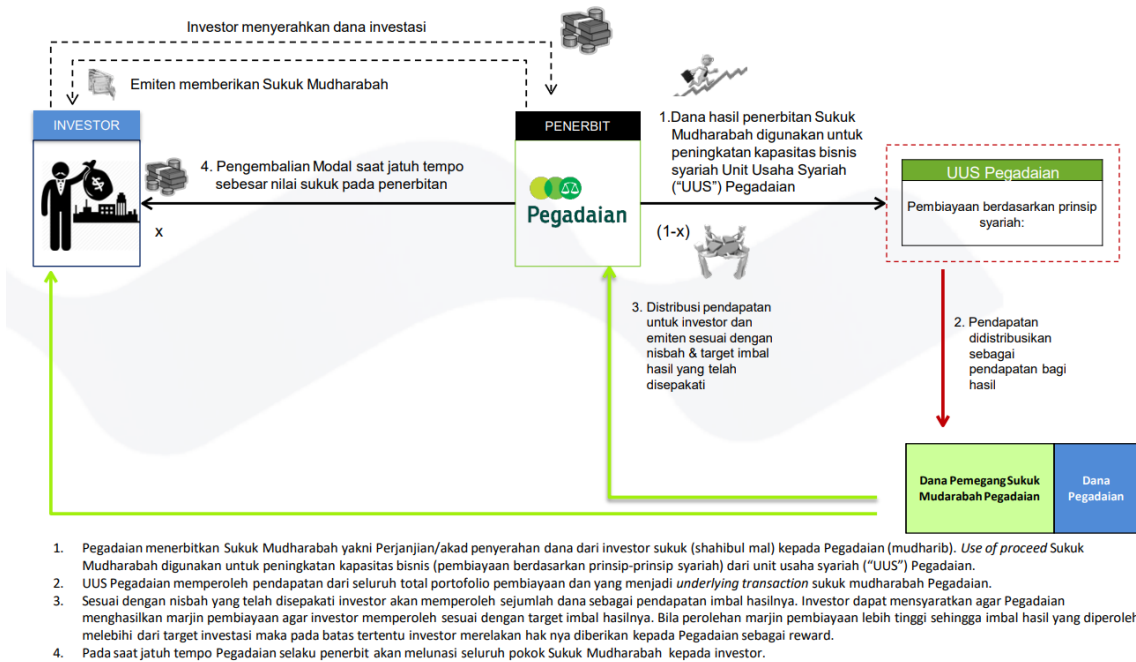 Investor menyerahkan dana investasi
Emiten memberikan Sukuk Mudharabah
INVESTOR
PENERBIT
Pegadaian
4. Pengembalian Modal saat jatuh tempo
sebesar nilai sukuk pada penerbitan
x
(1-x)
1.Dana hasil penerbitan Sukuk
Mudharabah digunakan untuk
peningkatan kapasitas bisnis
syariah Unit Usaha Syariah
(“UUS”) Pegadaian
UUS Pegadaian
Pembiayaan berdasarkan prinsip
syariah:
3. Distribusi pendapatan
untuk investor dan
emiten sesuai dengan
nisbah & target imbal
hasil yang telah
disepakati
2. Pendapatan
didistribusikan
sebagai
pendapatan bagi
hasil
Dana Pemegang Sukuk
Mudarabah Pegadaian
Dana
Pegadaian
1. Pegadaian menerbitkan Sukuk Mudharabah yakni Perjanjian/akad penyerahan dana dari investor sukuk (shahibul mal) kepada Pegadaian (mudharib). Use of proceed Sukuk
Mudharabah digunakan untuk peningkatan kapasitas bisnis (pembiayaan berdasarkan prinsip-prinsip syariah) dari unit usaha syariah (“UUS”) Pegadaian.
2. UUS Pegadaian memperoleh pendapatan dari seluruh total portofolio pembiayaan dan yang menjadi underlying transaction sukuk mudharabah Pegadaian.
3. Sesuai dengan nisbah yang telah disepakati investor akan memperoleh sejumlah dana sebagai pendapatan imbal hasilnya. Investor dapat mensyaratkan agar Pegadaian
menghasilkan marjin pembiayaan agar investor memperoleh sesuai dengan target imbal hasilnya. Bila perolehan marjin pembiayaan lebih tinggi sehingga imbal hasil yang diperoleh
melebihi dari target investasi maka pada batas tertentu investor merelakan hak nya diberikan kepada Pegadaian sebagai reward.
4. Pada saat jatuh tempo Pegadaian selaku penerbit akan melunasi seluruh pokok Sukuk Mudharabah kepada investor.